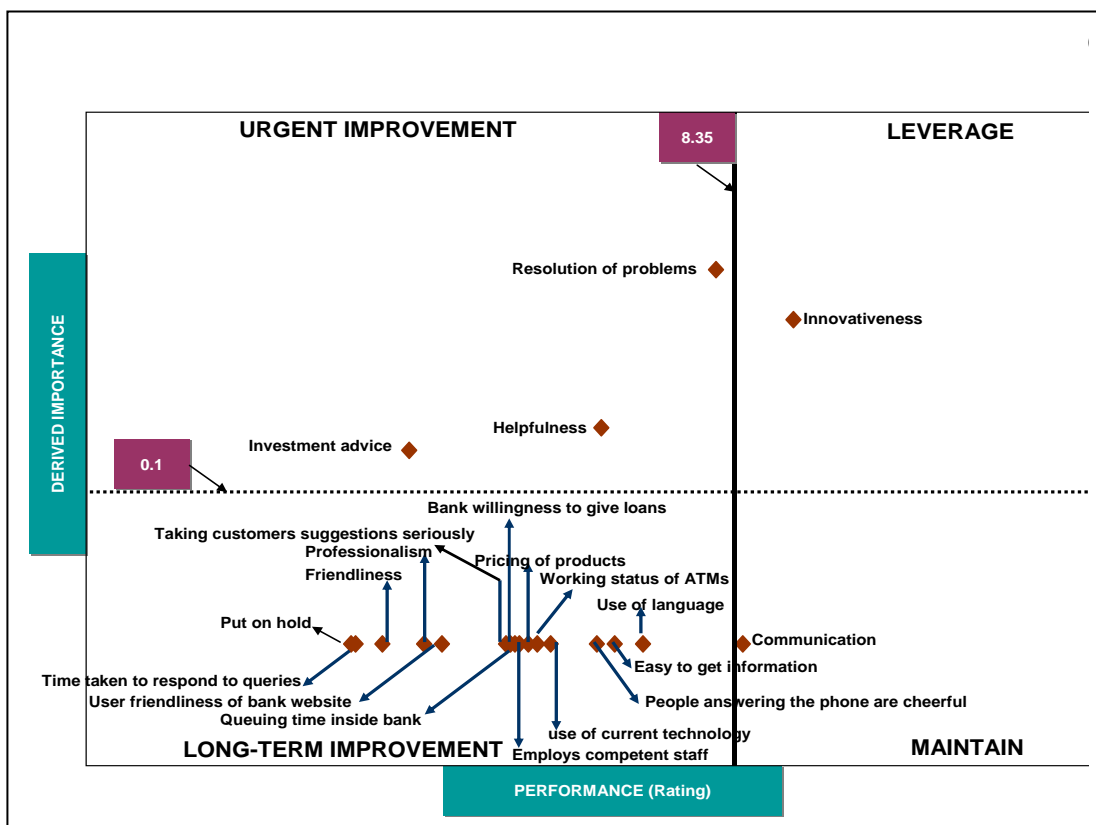 URGENT IMPROVEMENT
8.35
LEVERAGE
Resolution of problems
Innovativeness
DERIVED IMPORTANCE
Helpfulness
Investment advice
0.1
Bank willingness to give loans
Taking customers suggestions seriously
Professionalism
Pricing of products
Friendliness
Working status of ATMs
Use of language
Put on hold
Communication
Easy to get information
Time taken to respond to queries
User friendliness of bank website
People answering the phone are cheerful
Queuing time inside bank
use of current technology
LONG-TERM IMPROVEMENT
Employs competent staff
MAINTAIN
PERFORMANCE (Rating)